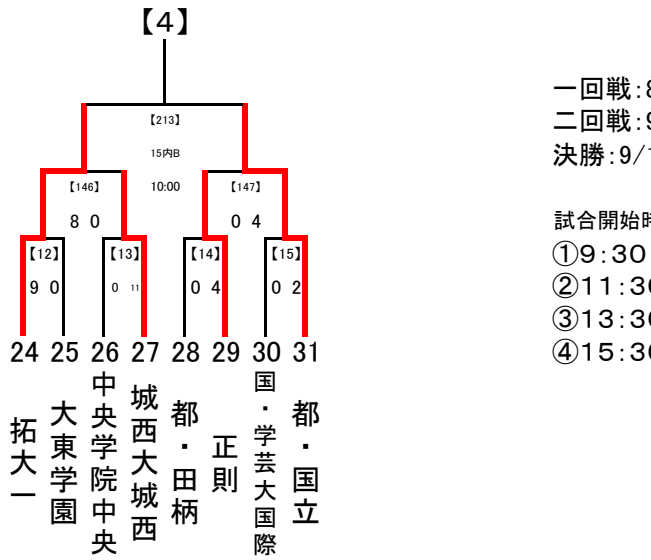 【4】
【213】
15内B
10:00
【146】
【147】
8 0
0 4
【12】
【13】
【14】
【15】
9 0
0 11
0 4
0 2
24 25 26 27 28 29 30 31
拓大一
大東学園
中央学院中央
城西大城西
都・田柄
正則
国・学芸大国際
都・国立
一回戦:8
二回戦:9
決勝:9/1
試合開始時
①9:30
②11:30
③13:30
④15:30